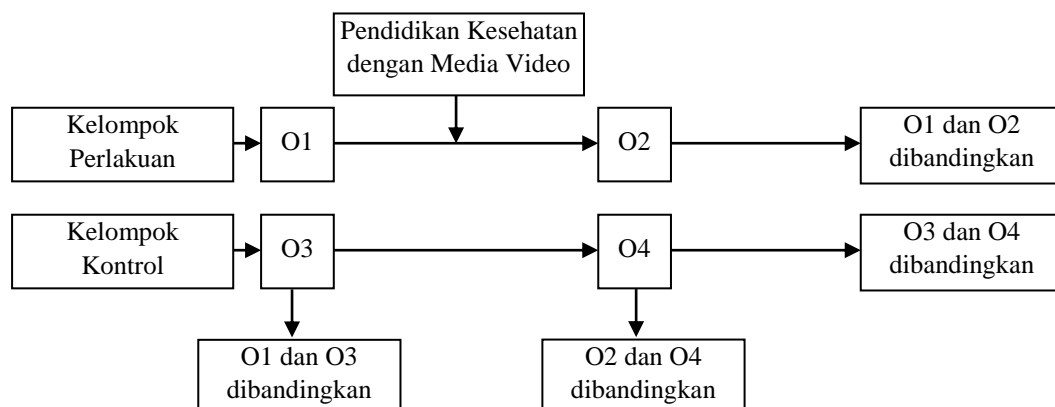 Pendidikan Kesehatan
dengan Media Video
Kelompok
Perlakuan
O1
O2
O1 dan O2
dibandingkan
Kelompok
Kontrol
O3
O4
O3 dan O4
dibandingkan
O1 dan O3
dibandingkan
O2 dan O4
dibandingkan